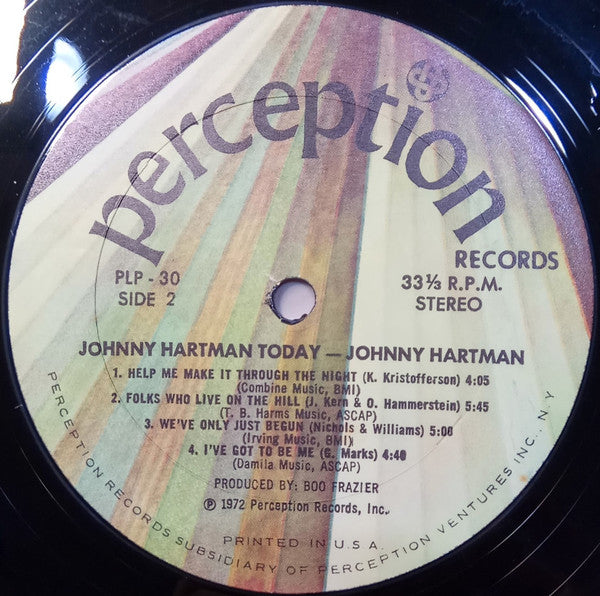 perception
RECORDS
PLP - 30
SIDE 2
33⅓ R.P.M.
STEREO
JOHNNY HARTMAN TODAY — JOHNNY HARTMAN
1. HELP ME MAKE IT THROUGH THE NIGHT (K. Kristofferson) 4:05
(Combine Music, BMI)
2. FOLKS WHO LIVE ON THE HILL (J. Kern & O. Hammerstein) 5:45
(T. B. Harms Music, ASCAP)
3. WE'VE ONLY JUST BEGUN (Nichols & Williams) 5:00
(Irving Music, BMI)
4. I'VE GOT TO BE ME (G. Marks) 4:40
(Damila Music, ASCAP)
PRODUCED BY: BOO FRAZIER
Ⓟ 1972 Perception Records, Inc.
PRINTED IN U.S.A.
PERCEPTION RECORDS SUBSIDIARY OF PERCEPTION VENTURES INC., N.Y.